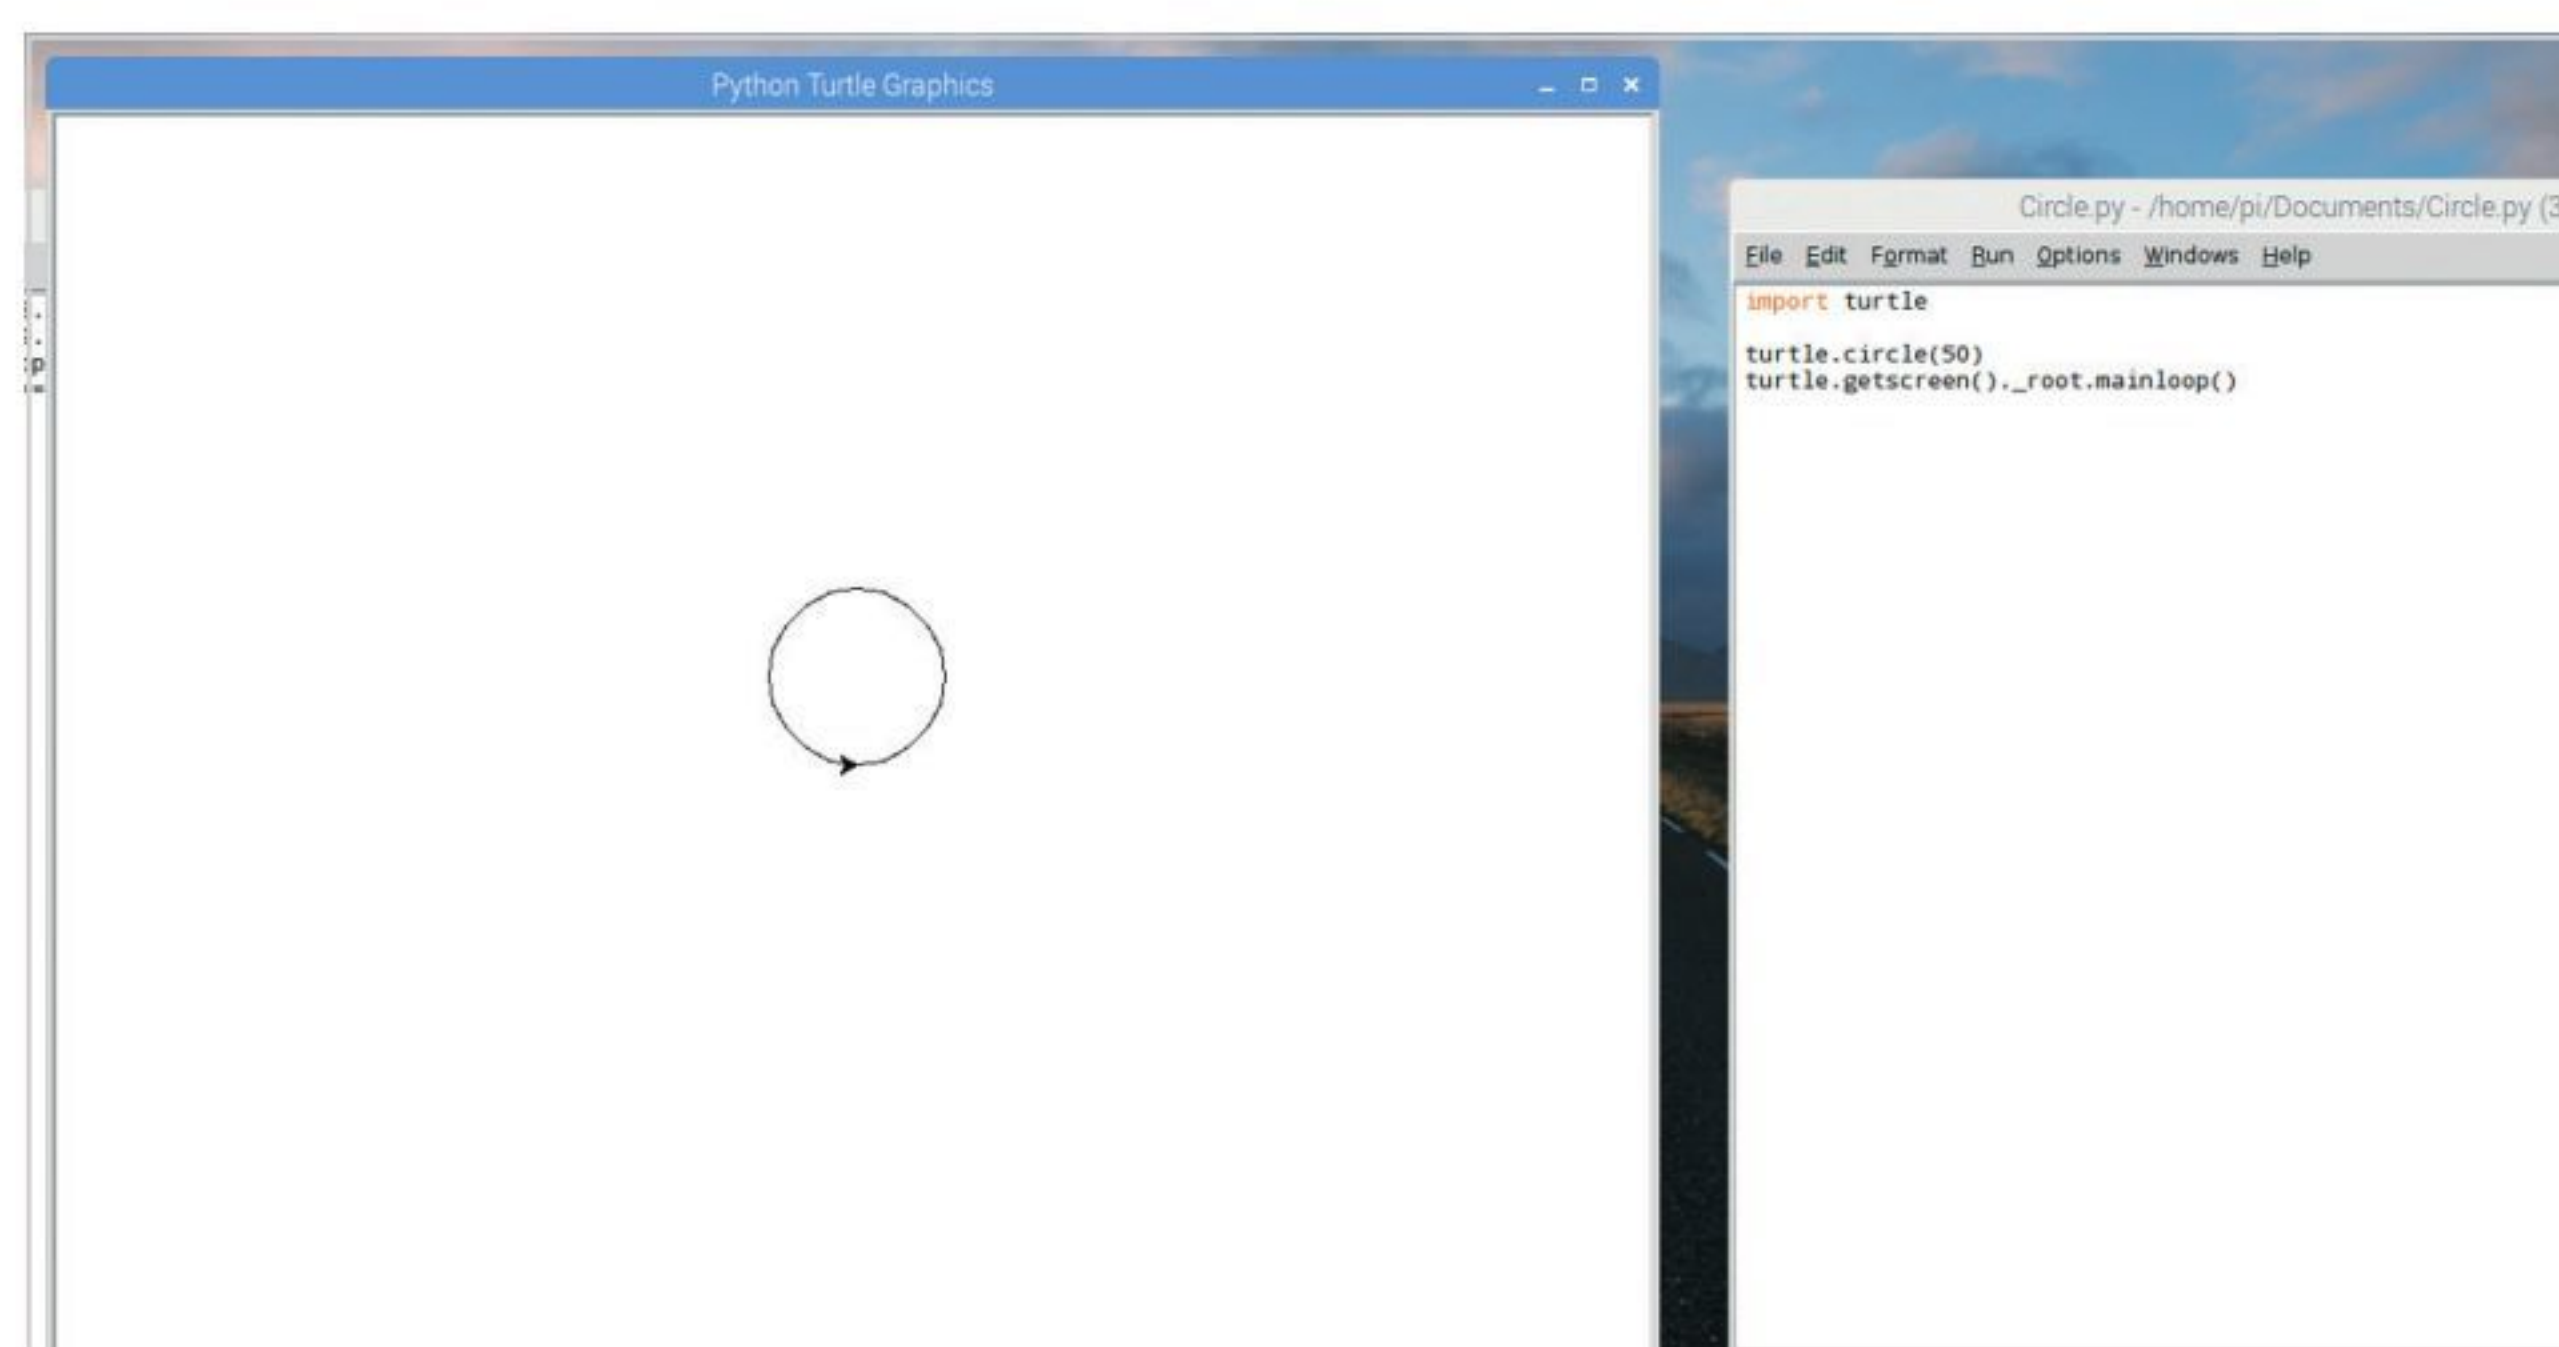 Python Turtle Graphics
Circle.py - /home/pi/Documents/Circle.py (3
File Edit Format Run Options Windows Help
import turtle
turtle.circle(50)
turtle.getscreen()._root.mainloop()